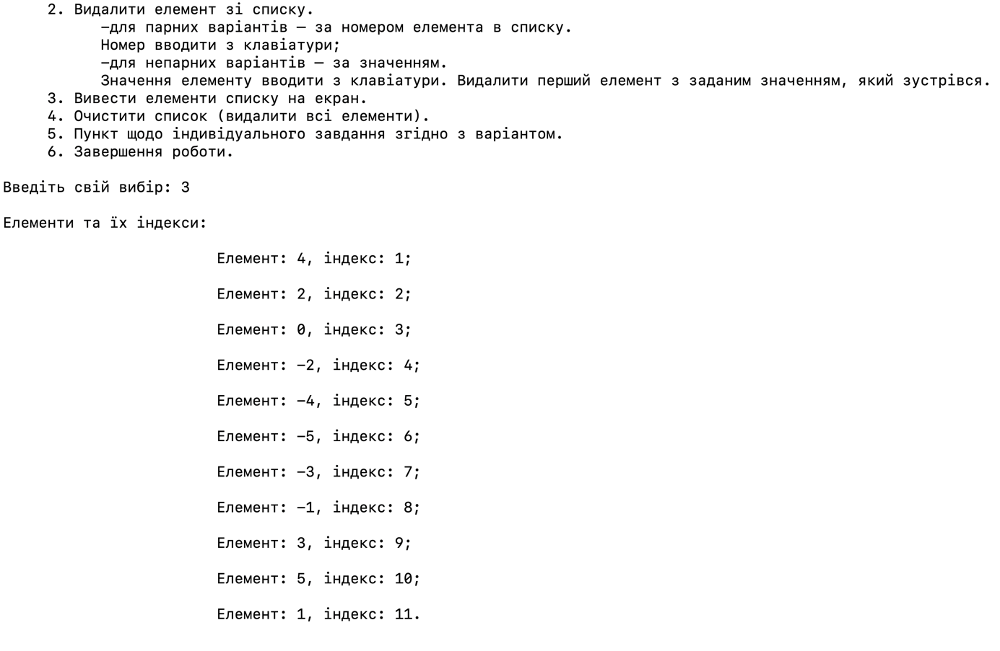 2. Видалити елемент зі списку.
–для парних варіантів — за номером елемента в списку.
Номер вводити з клавіатури;
–для непарних варіантів — за значенням.
Значення елементу вводити з клавіатури. Видалити перший елемент з заданим значенням, який зустрівся.
3. Вивести елементи списку на екран.
4. Очистити список (видалити всі елементи).
5. Пункт щодо індивідуального завдання згідно з варіантом.
6. Завершення роботи.
Введіть свій вибір: 3
Елементи та їх індекси:
Елемент: 4, індекс: 1;
Елемент: 2, індекс: 2;
Елемент: 0, індекс: 3;
Елемент: −2, індекс: 4;
Елемент: −4, індекс: 5;
Елемент: −5, індекс: 6;
Елемент: −3, індекс: 7;
Елемент: −1, індекс: 8;
Елемент: 3, індекс: 9;
Елемент: 5, індекс: 10;
Елемент: 1, індекс: 11.